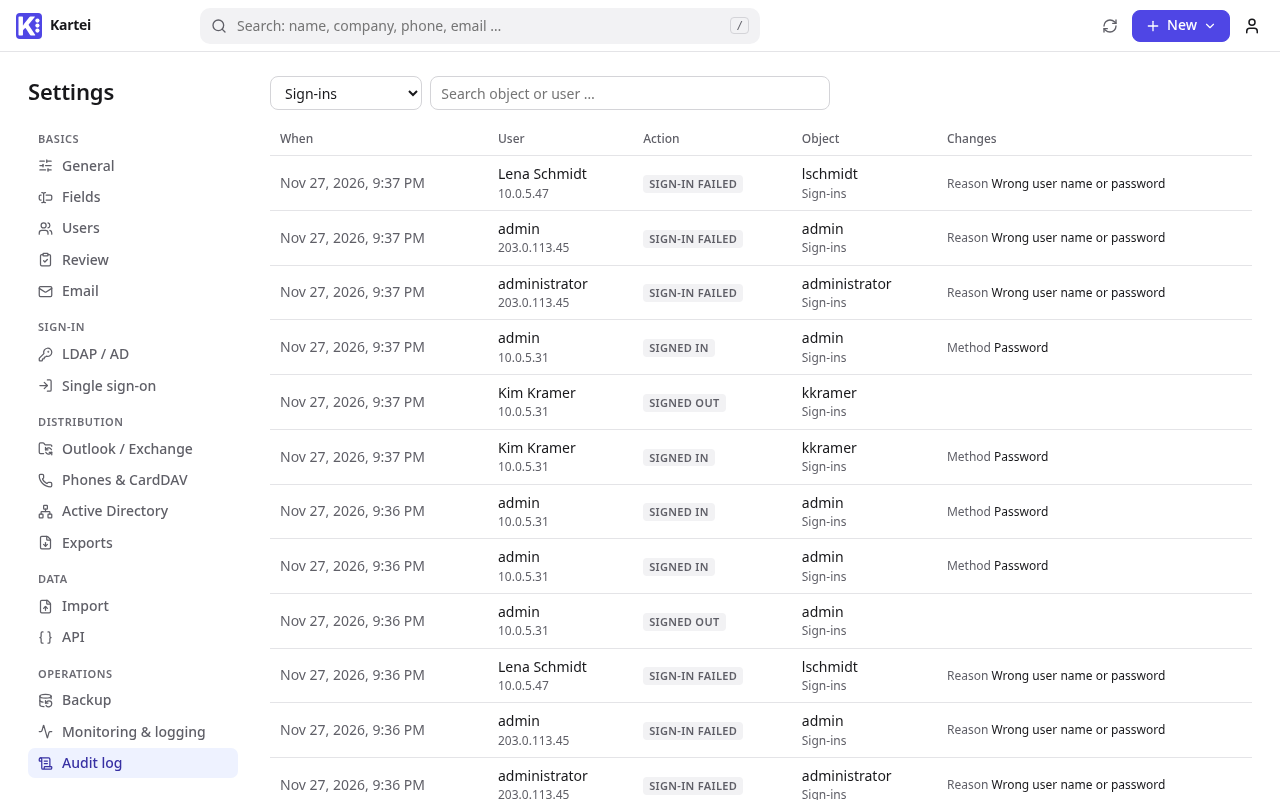 Kartei
Search: name, company, phone, email ...
/
New
Settings
BASICS
General
Fields
Users
Review
Email
SIGN-IN
LDAP / AD
Single sign-on
DISTRIBUTION
Outlook / Exchange
Phones & CardDAV
Active Directory
Exports
DATA
Import
API
OPERATIONS
Backup
Monitoring & logging
Audit log
Sign-ins
Search object or user ...
When User Action Object Changes
Nov 27, 2026, 9:37 PM Lena Schmidt SIGN-IN FAILED lschmidt Reason Wrong user name or password
10.0.5.47 Sign-ins
Nov 27, 2026, 9:37 PM admin SIGN-IN FAILED admin Reason Wrong user name or password
203.0.113.45 Sign-ins
Nov 27, 2026, 9:37 PM administrator SIGN-IN FAILED administrator Reason Wrong user name or password
203.0.113.45 Sign-ins
Nov 27, 2026, 9:37 PM admin SIGNED IN admin Method Password
10.0.5.31 Sign-ins
Nov 27, 2026, 9:37 PM Kim Kramer SIGNED OUT kkramer
10.0.5.31 Sign-ins
Nov 27, 2026, 9:37 PM Kim Kramer SIGNED IN kkramer Method Password
10.0.5.31 Sign-ins
Nov 27, 2026, 9:36 PM admin SIGNED IN admin Method Password
10.0.5.31 Sign-ins
Nov 27, 2026, 9:36 PM admin SIGNED IN admin Method Password
10.0.5.31 Sign-ins
Nov 27, 2026, 9:36 PM admin SIGNED OUT admin
10.0.5.31 Sign-ins
Nov 27, 2026, 9:36 PM Lena Schmidt SIGN-IN FAILED lschmidt Reason Wrong user name or password
10.0.5.47 Sign-ins
Nov 27, 2026, 9:36 PM admin SIGN-IN FAILED admin Reason Wrong user name or password
203.0.113.45 Sign-ins
Nov 27, 2026, 9:36 PM administrator SIGN-IN FAILED administrator Reason Wrong user name or password
203.0.113.45 Sign-ins